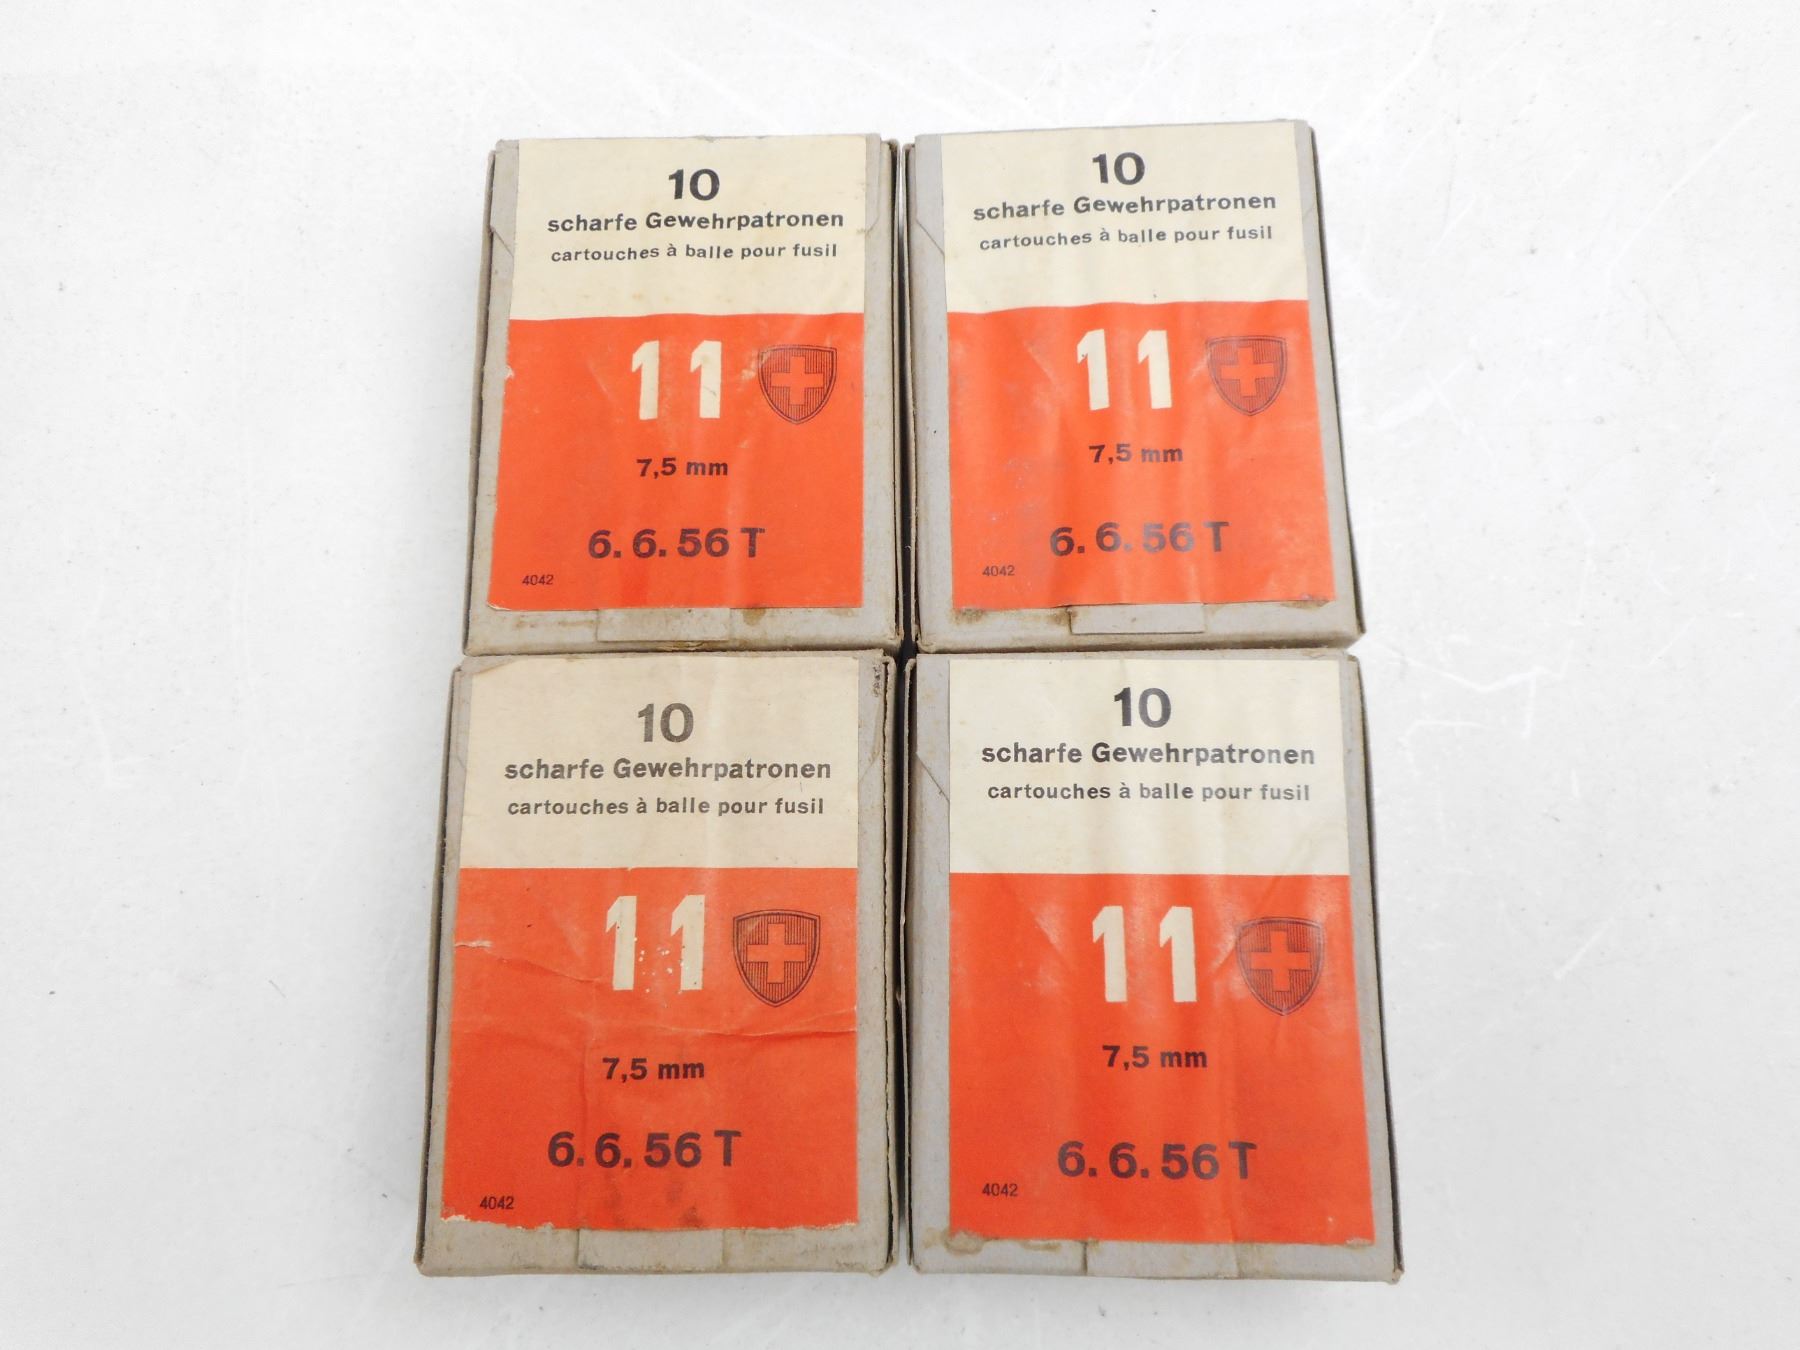 10
scharfe Gewehrpatronen
cartouches à balle pour fusil
11
7,5 mm
6.6.56 T
4042
10
scharfe Gewehrpatronen
cartouches à balle pour fusil
11
7,5 mm
6.6.56 T
4042
10
scharfe Gewehrpatronen
cartouches à balle pour fusil
11
7,5 mm
6.6.56 T
4042
10
scharfe Gewehrpatronen
cartouches à balle pour fusil
11
7,5 mm
6.6.56 T
4042